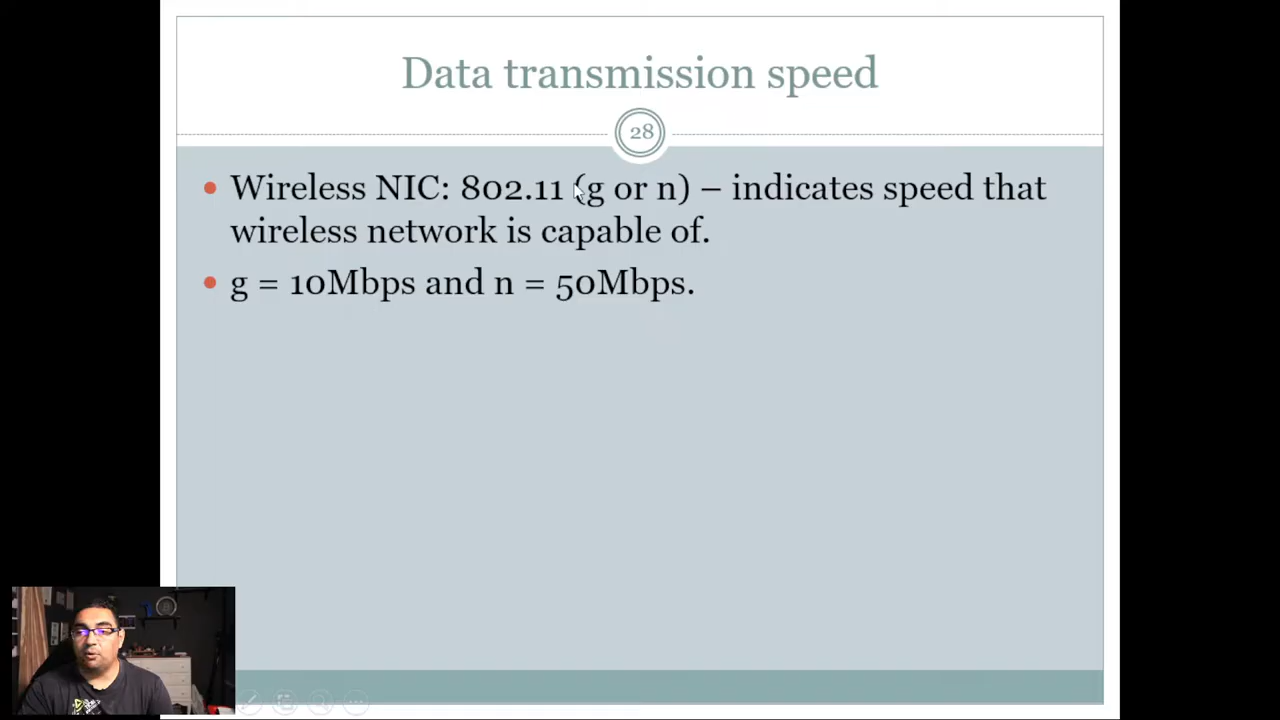 Data transmission speed
28
Wireless NIC: 802.11 (g or n) – indicates speed that
wireless network is capable of.
g = 10Mbps and n = 50Mbps.